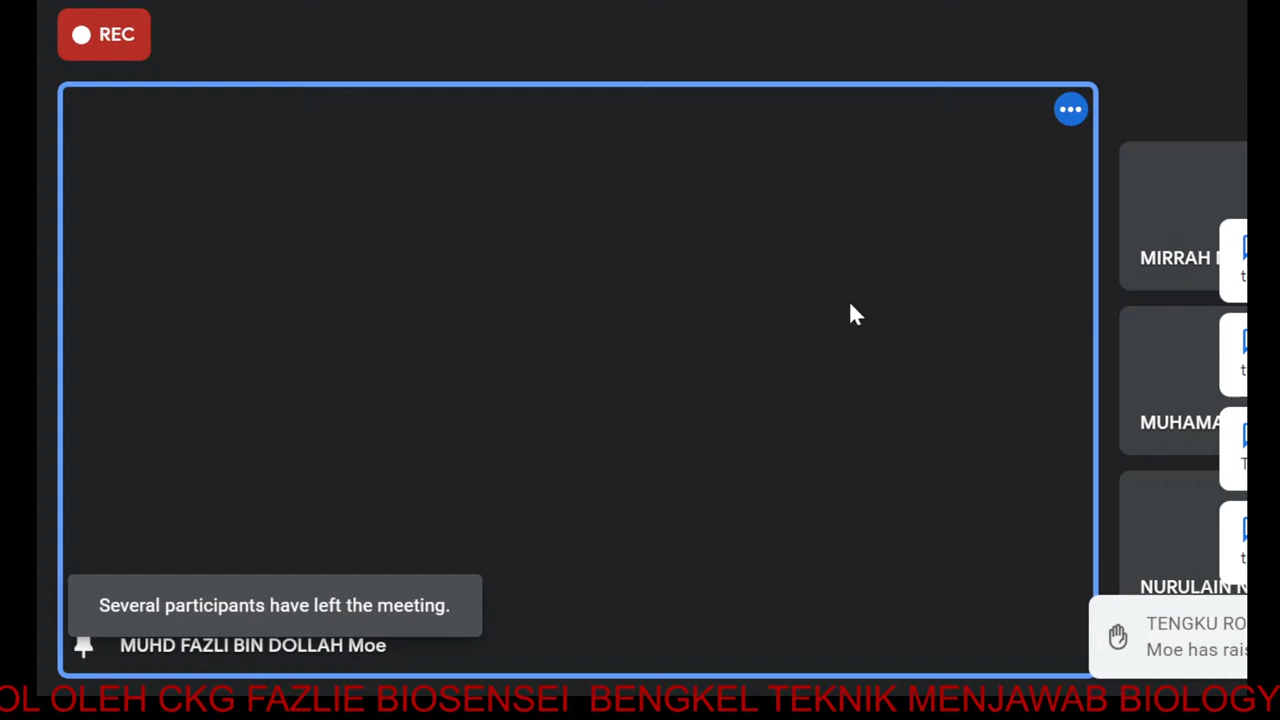 REC
MIRRAH
MUHAMA
Several participants have left the meeting.
NURULAIN
MUHD FAZLI BIN DOLLAH Moe
TENGKU RO
Moe has rais
OL OLEH CKG FAZLIE BIOSENSEI BENGKEL TEKNIK MENJAWAB BIOLOGY